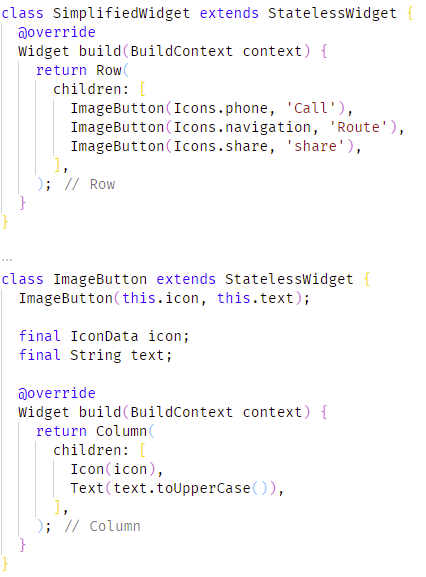 class SimplifiedWidget extends StatelessWidget {
  @override
  Widget build(BuildContext context) {
    return Row(
      children: [
        ImageButton(Icons.phone, 'Call'),
        ImageButton(Icons.navigation, 'Route'),
        ImageButton(Icons.share, 'share'),
      ],
    ); // Row
  }
}
...
class ImageButton extends StatelessWidget {
  ImageButton(this.icon, this.text);
  final IconData icon;
  final String text;
  @override
  Widget build(BuildContext context) {
    return Column(
      children: [
        Icon(icon),
        Text(text.toUpperCase()),
      ],
    ); // Column
  }
}